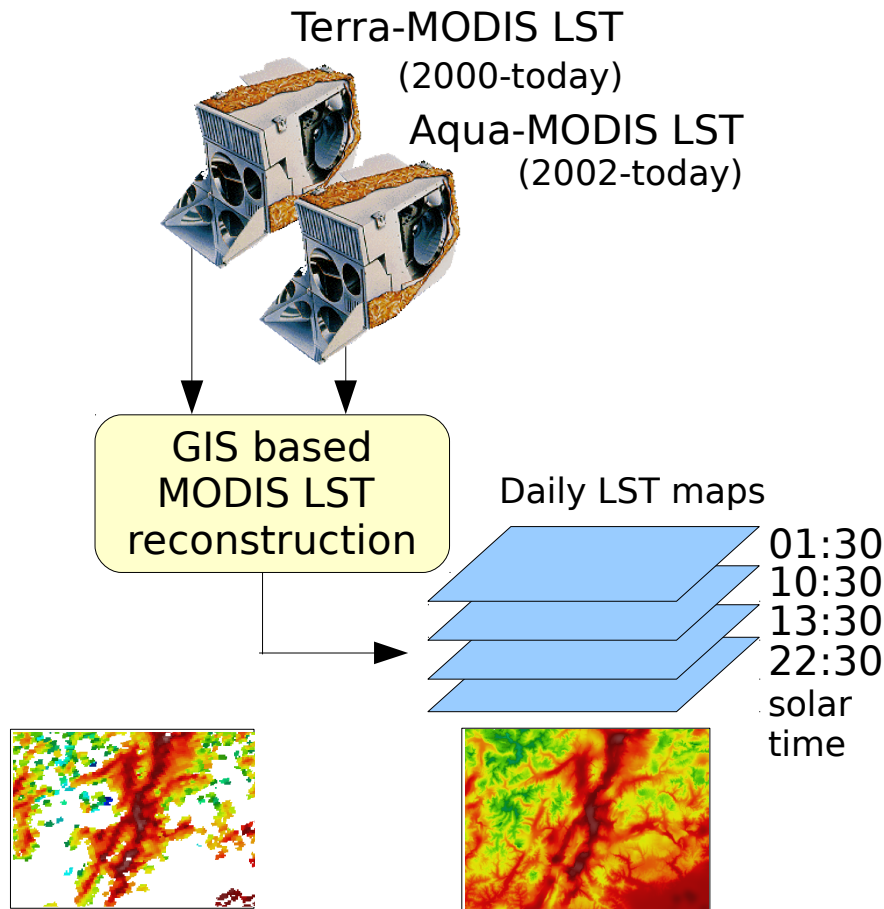 Terra-MODIS LST
(2000-today)
Aqua-MODIS LST
(2002-today)
GIS based
MODIS LST
reconstruction
Daily LST maps
01:30
10:30
13:30
22:30
solar
time